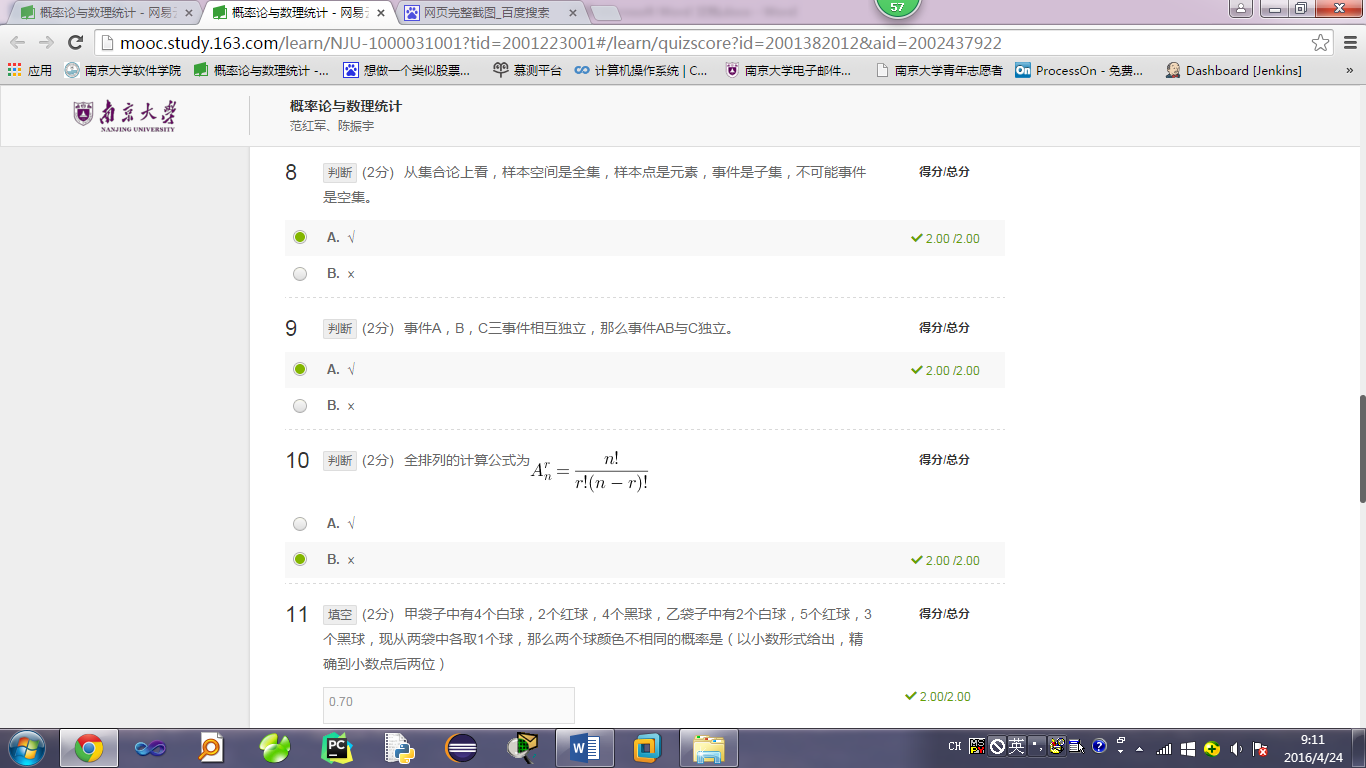 概率论与数理统计 - 网易云
概率论与数理统计 - 网易云
网页完整截图_百度搜索
57
mooc.study.163.com/learn/NJU-1000031001?tid=2001223001#/learn/quizscore?id=2001382012&aid=2002437922
应用 南京大学软件学院 概率论与数理统计 -... 想做一个类似股票... 慕测平台 计算机操作系统 | C... 南京大学电子邮件... 南京大学青年志愿者 ProcessOn - 免费... Dashboard [Jenkins] »
南京大学
NANJING UNIVERSITY
概率论与数理统计
范红军、陈振宇
8 判断 (2分) 从集合论上看，样本空间是全集，样本点是元素，事件是子集，不可能事件 得分/总分
是空集。
A. √ 2.00 /2.00
B. ×
9 判断 (2分) 事件A，B，C三事件相互独立，那么事件AB与C独立。 得分/总分
A. √ 2.00 /2.00
B. ×
10 判断 (2分) 全排列的计算公式为 A_n^r = n!/r!(n − r)! 得分/总分
A. √
B. × 2.00 /2.00
11 填空 (2分) 甲袋子中有4个白球，2个红球，4个黑球，乙袋子中有2个白球，5个红球，3 得分/总分
个黑球，现从两袋中各取1个球，那么两个球颜色不相同的概率是（以小数形式给出，精
确到小数点后两位）
0.70 2.00/2.00
CH 英 9:11
2016/4/24